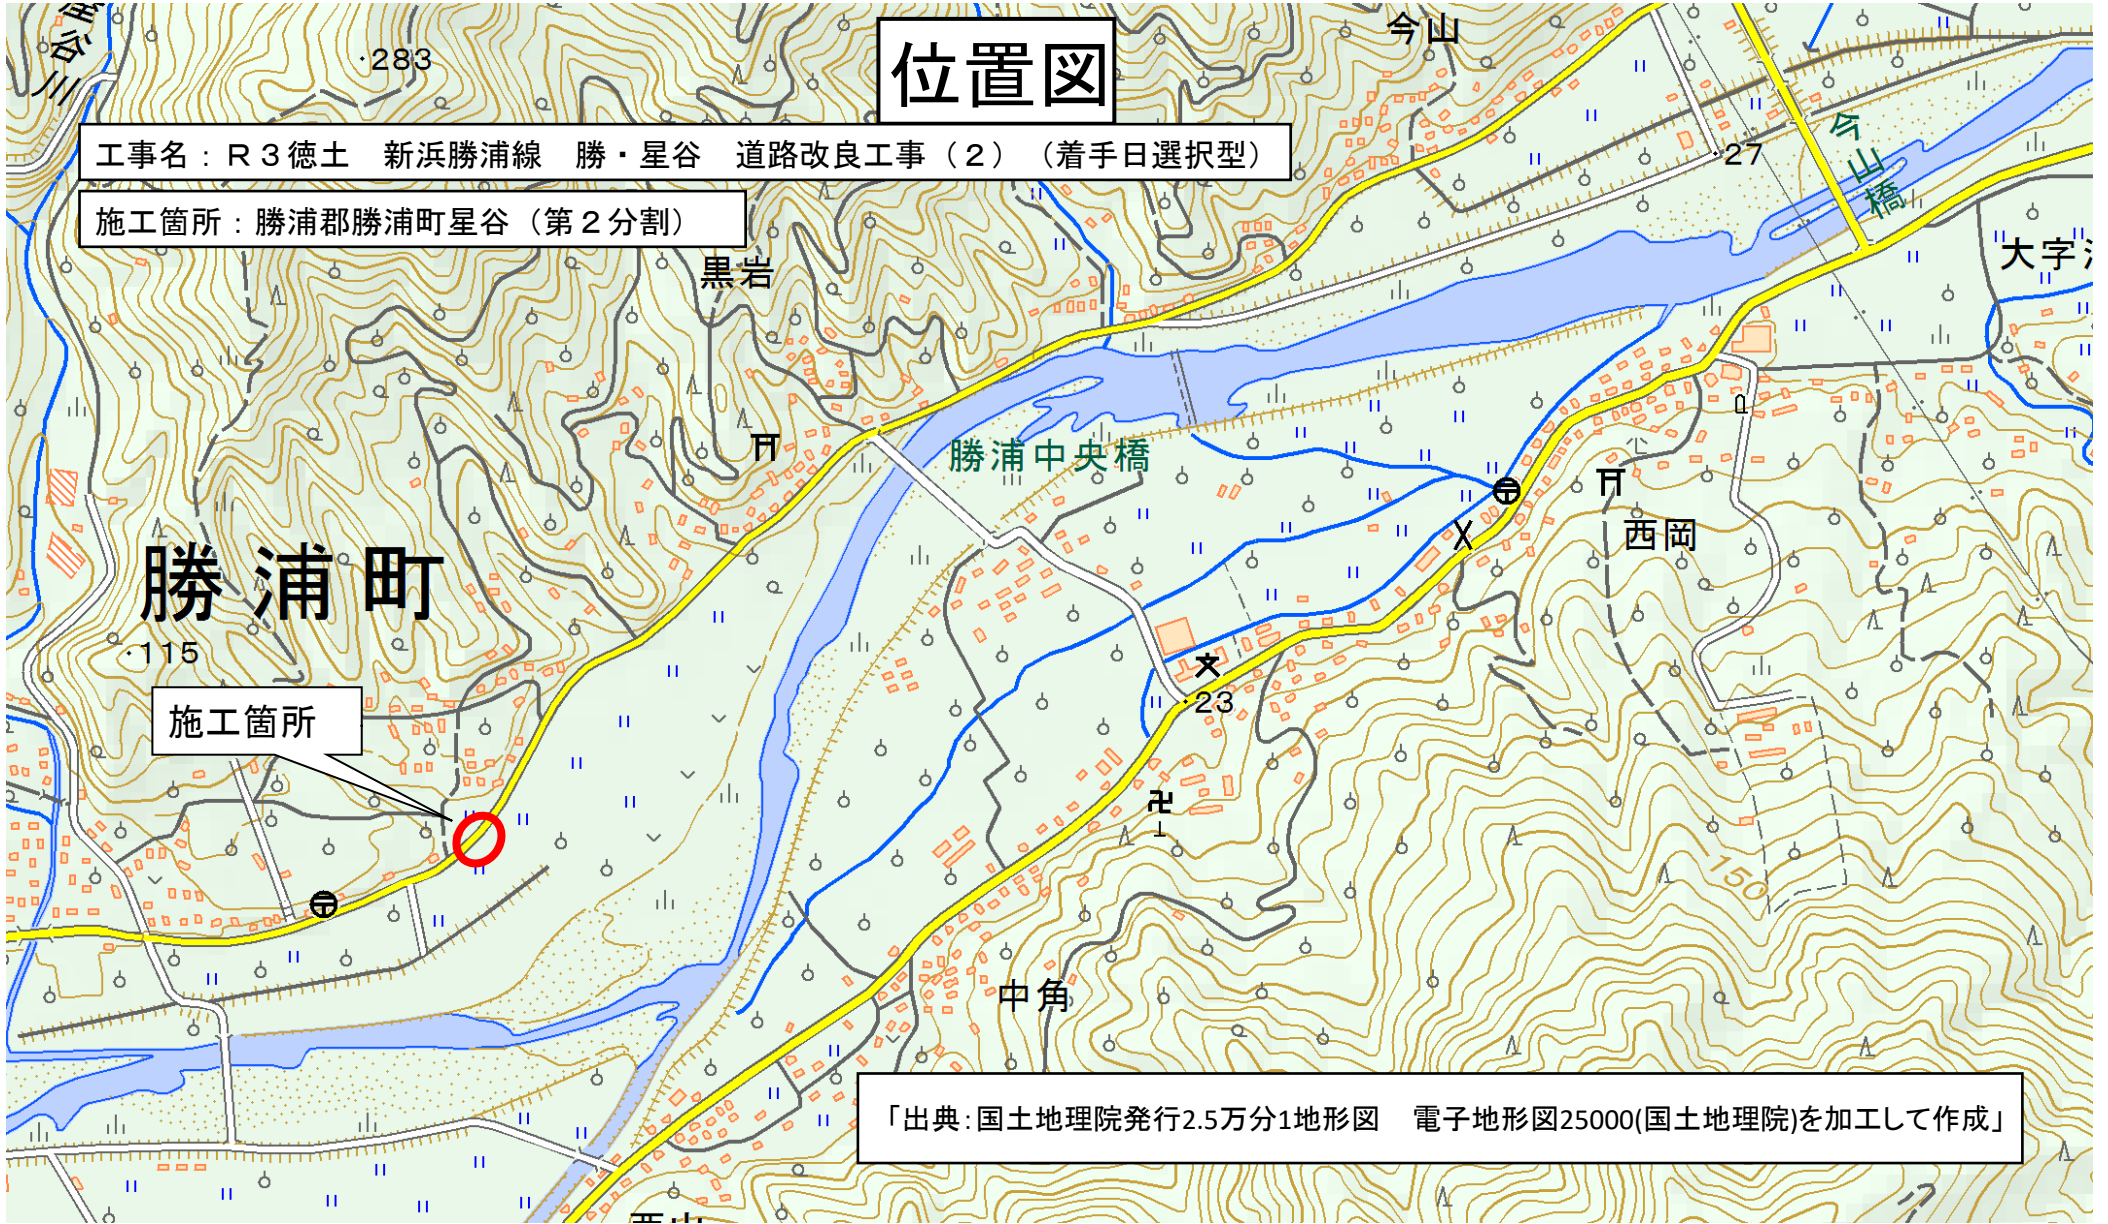 位置図
工事名：Ｒ３徳土　新浜勝浦線　勝・星谷　道路改良工事（２）（着手日選択型）
施工箇所：勝浦郡勝浦町星谷（第２分割）
谷川
・283
今山
・27
今山橋
大字
黒岩
勝浦中央橋
西岡
勝浦町
・115
施工箇所
・23
150
中角
「出典：国土地理院発行2.5万分1地形図　電子地形図25000(国土地理院)を加工して作成」